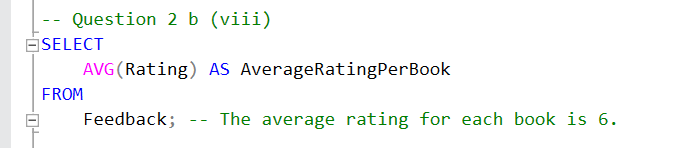 -- Question 2 b (viii)
SELECT
AVG(Rating) AS AverageRatingPerBook
FROM
Feedback; -- The average rating for each book is 6.